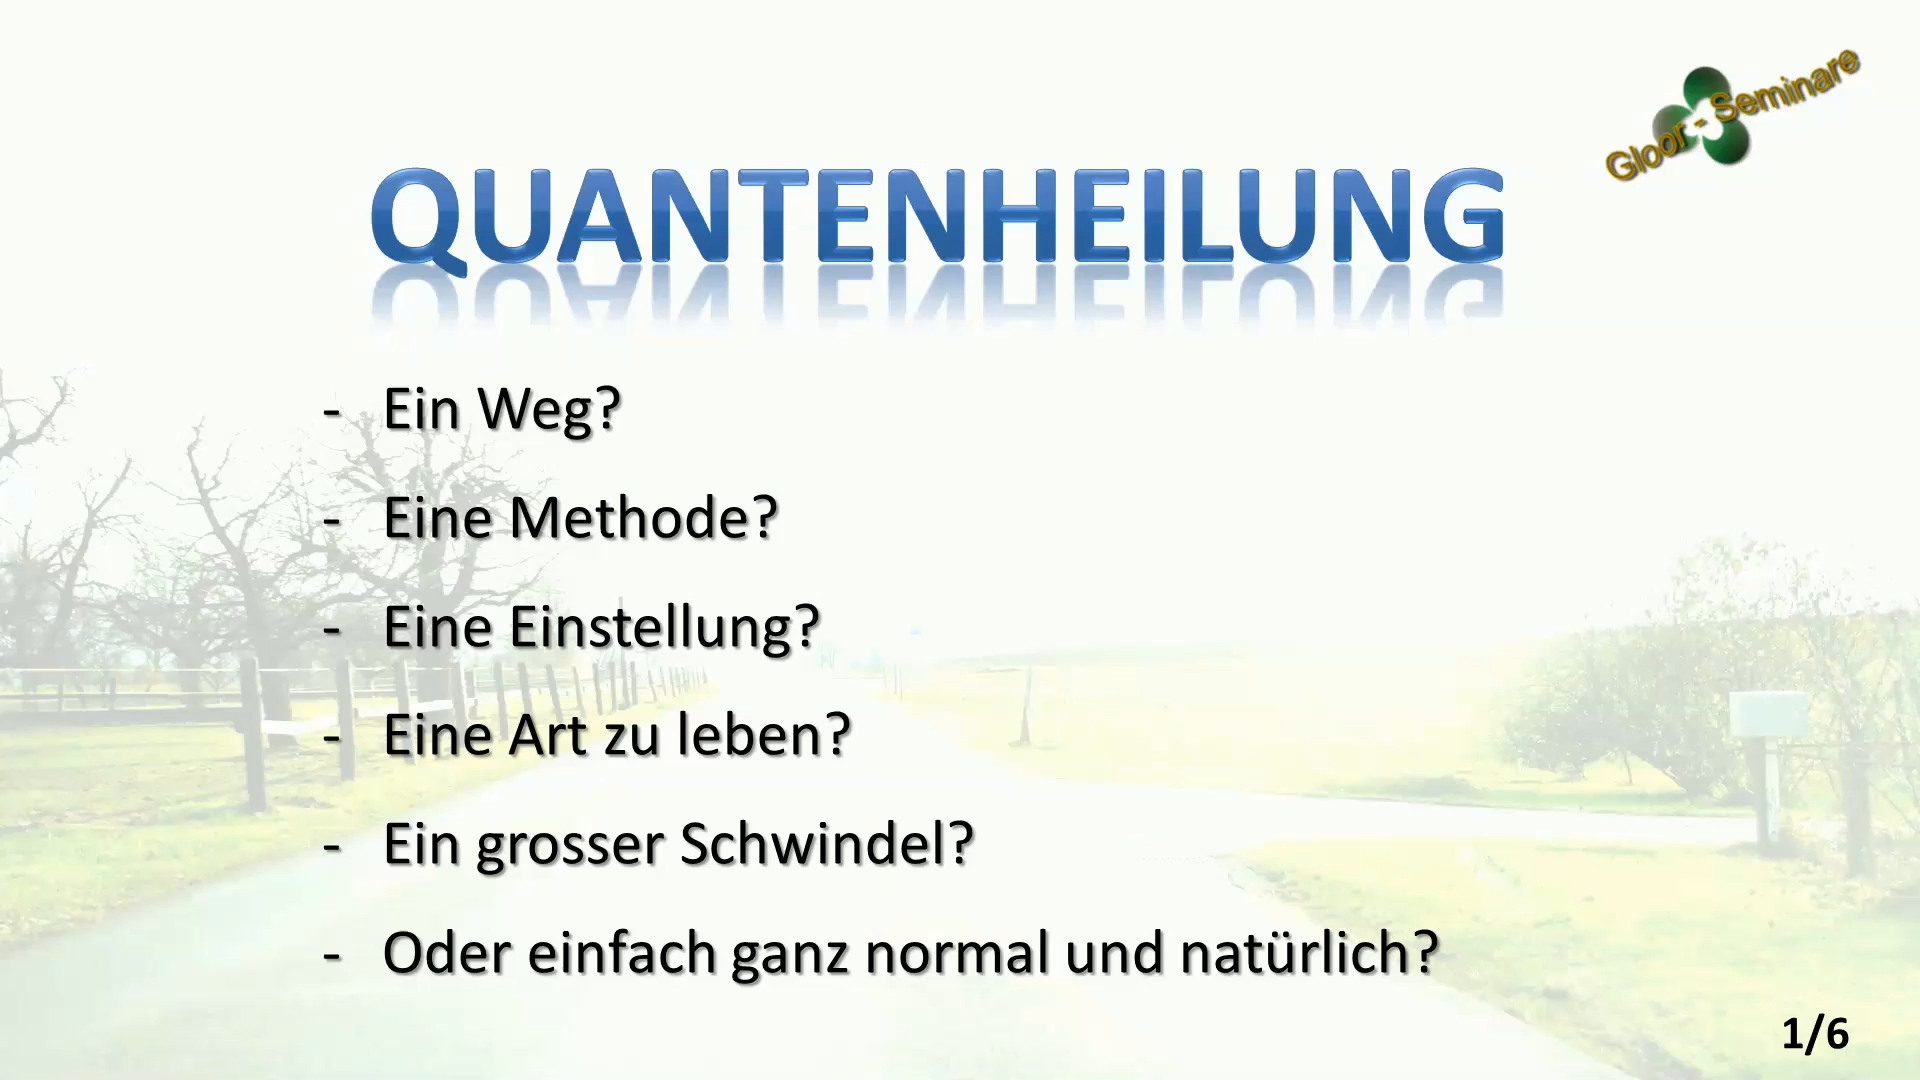 Gloor - Seminare
QUANTENHEILUNG
- Ein Weg?
- Eine Methode?
- Eine Einstellung?
- Eine Art zu leben?
- Ein grosser Schwindel?
- Oder einfach ganz normal und natürlich?
1/6